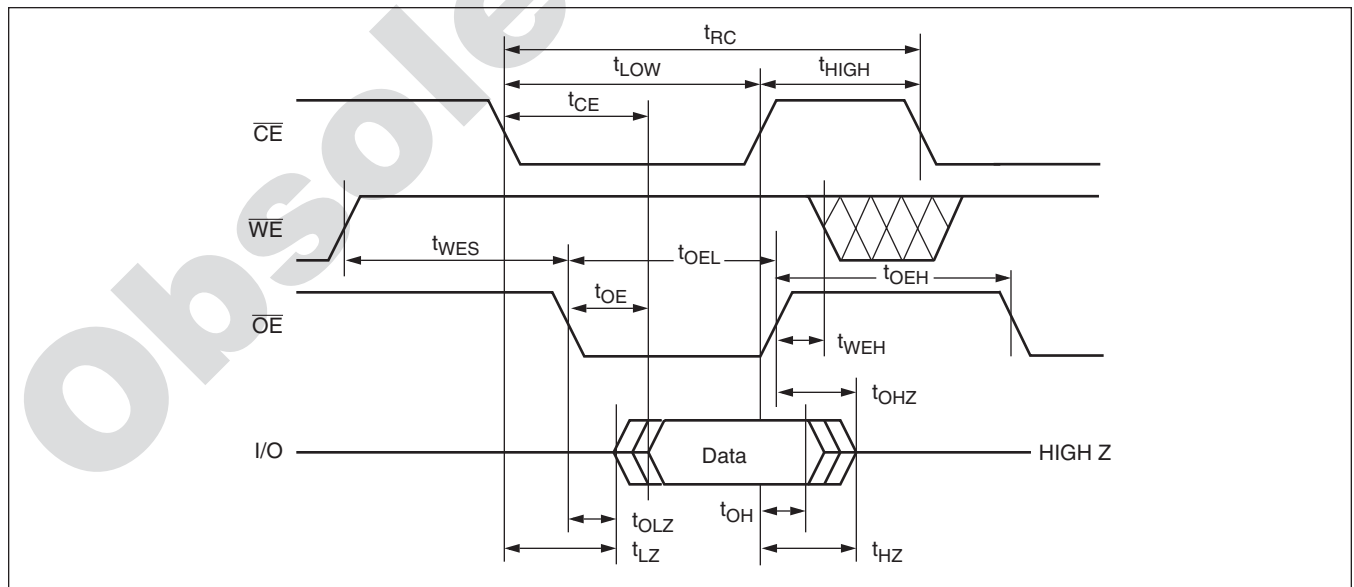 tRC
tLOW
tHIGH
tCE
CE
WE
tWES
tOEL
tOEH
tOE
OE
tWEH
tOHZ
I/O
Data
HIGH Z
tOH
tOLZ
tLZ
tHZ
Obsole